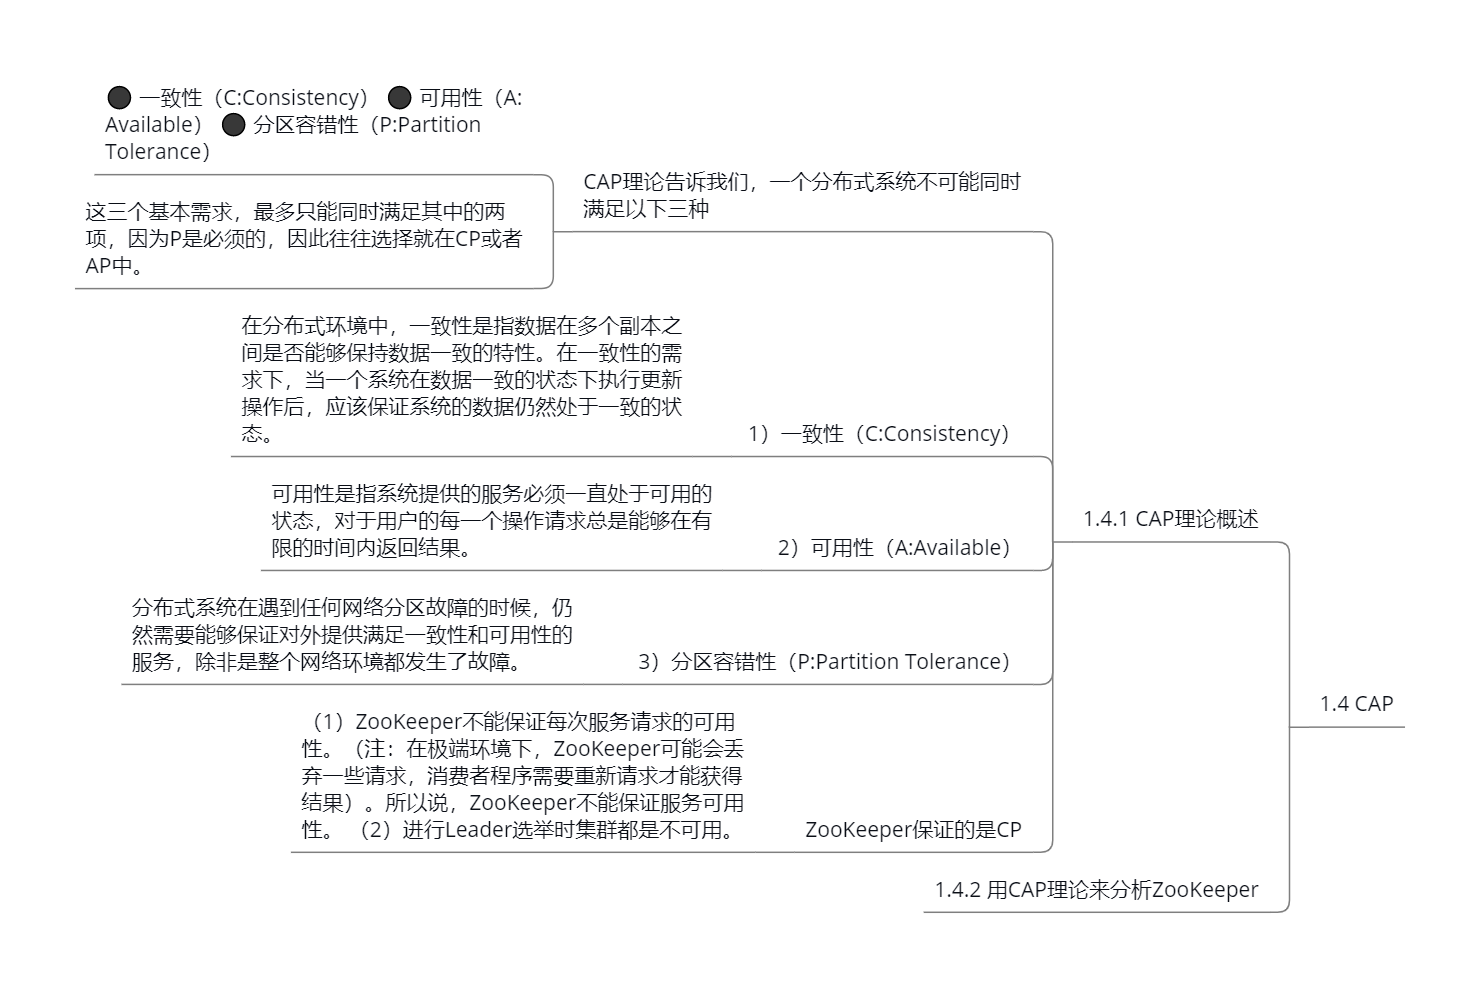 ● 一致性（C:Consistency） ● 可用性（A:
Available） ● 分区容错性（P:Partition
Tolerance）
CAP理论告诉我们，一个分布式系统不可能同时
满足以下三种
这三个基本需求，最多只能同时满足其中的两
项，因为P是必须的，因此往往选择就在CP或者
AP中。
在分布式环境中，一致性是指数据在多个副本之
间是否能够保持数据一致的特性。在一致性的需
求下，当一个系统在数据一致的状态下执行更新
操作后，应该保证系统的数据仍然处于一致的状
态。
1）一致性（C:Consistency）
可用性是指系统提供的服务必须一直处于可用的
状态，对于用户的每一个操作请求总是能够在有
限的时间内返回结果。
2）可用性（A:Available）
1.4.1 CAP理论概述
分布式系统在遇到任何网络分区故障的时候，仍
然需要能够保证对外提供满足一致性和可用性的
服务，除非是整个网络环境都发生了故障。
3）分区容错性（P:Partition Tolerance）
1.4 CAP
（1）ZooKeeper不能保证每次服务请求的可用
性。（注：在极端环境下，ZooKeeper可能会丢
弃一些请求，消费者程序需要重新请求才能获得
结果）。所以说，ZooKeeper不能保证服务可用
性。 （2）进行Leader选举时集群都是不可用。
ZooKeeper保证的是CP
1.4.2 用CAP理论来分析ZooKeeper